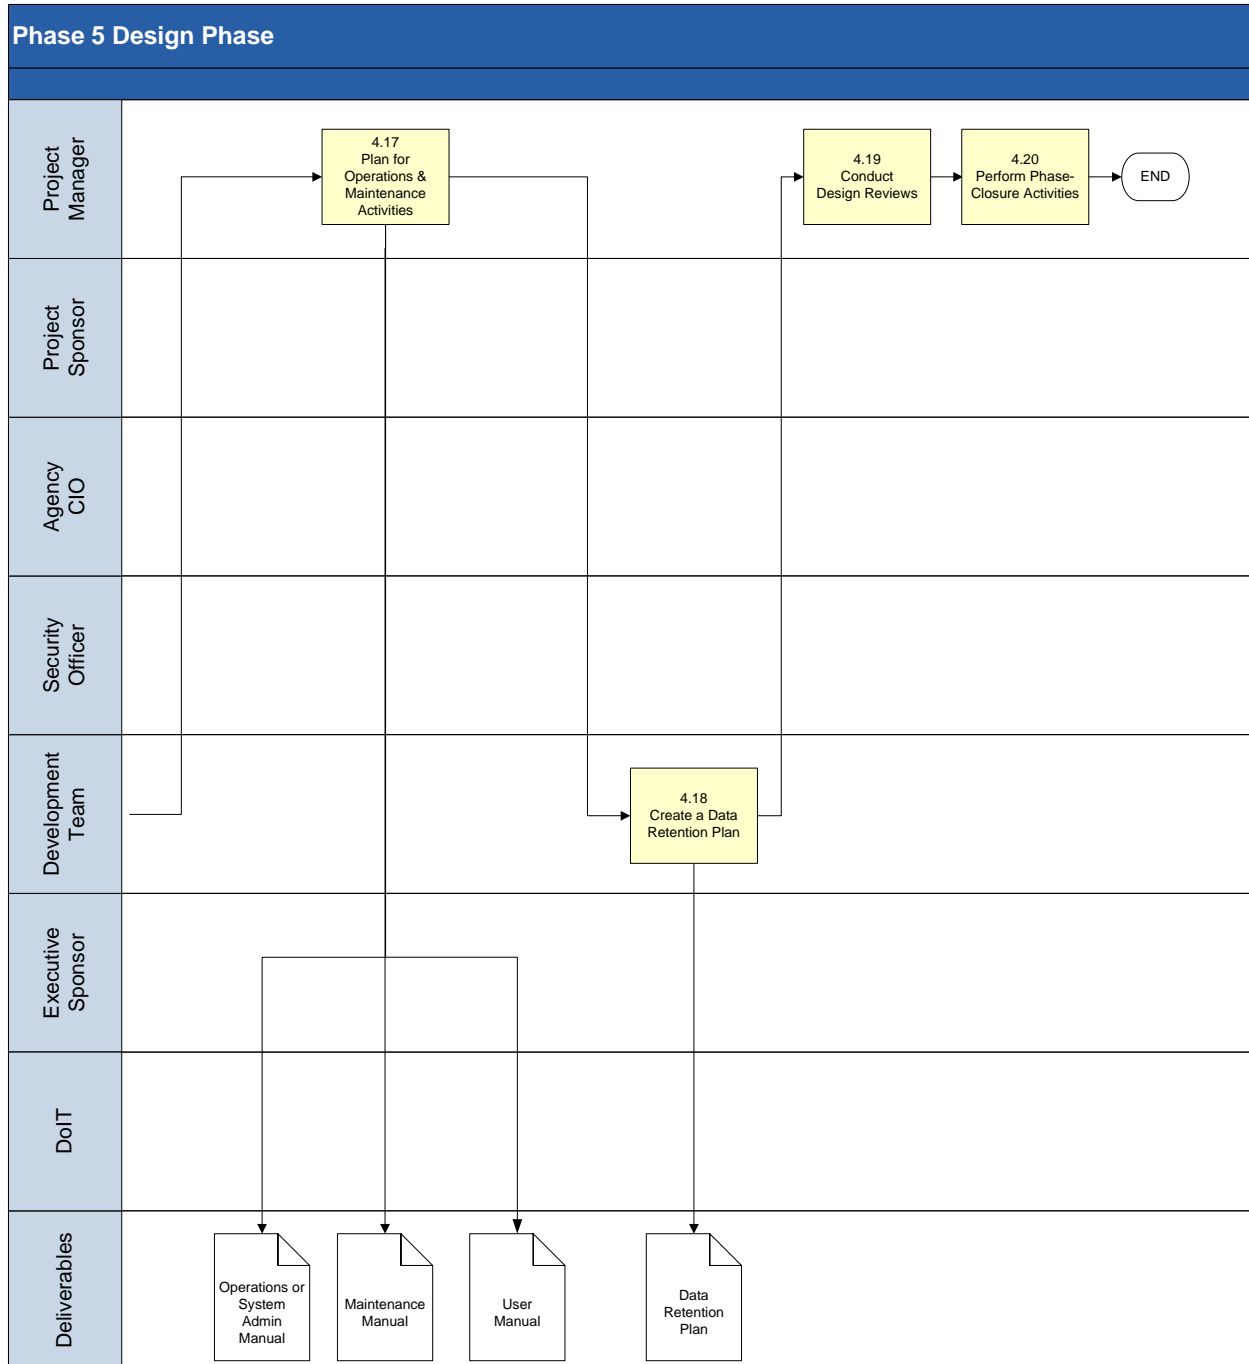 Phase 5 Design Phase
Project
Manager
4.17
Plan for
Operations &
Maintenance
Activities
4.19
Conduct
Design Reviews
4.20
Perform Phase-
Closure Activities
END
Project
Sponsor
Agency
CIO
Security
Officer
Development
Team
4.18
Create a Data
Retention Plan
Executive
Sponsor
DoIT
Deliverables
Operations or
System
Admin
Manual
Maintenance
Manual
User
Manual
Data
Retention
Plan